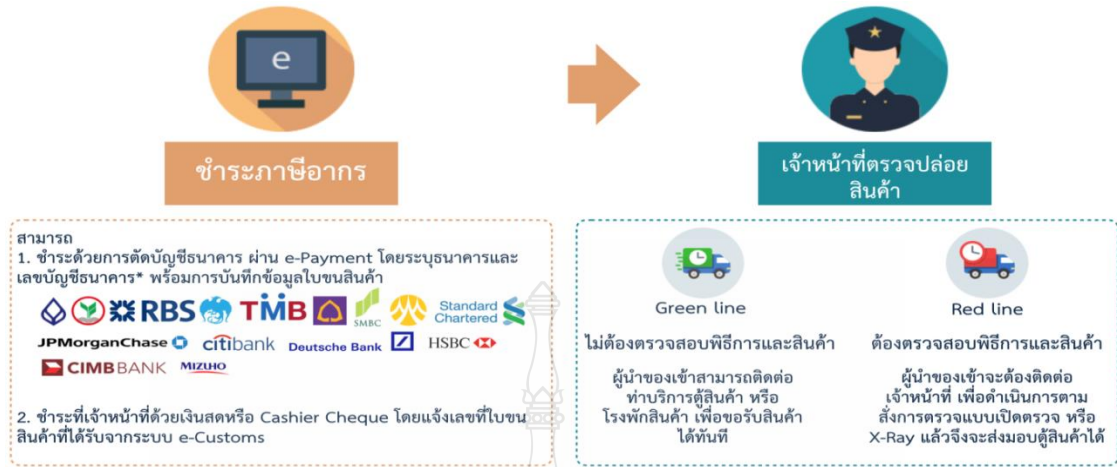 e
ชำระภาษีอากร
เจ้าหน้าที่ตรวจปล่อย
สินค้า
สามารถ
1. ชำระด้วยการตัดบัญชีธนาคาร ผ่าน e-Payment โดยระบุธนาคารและ
เลขบัญชีธนาคาร* พร้อมการบันทึกข้อมูลใบขนสินค้า
RBS TMB SMBC Standard
Chartered
JPMorganChase citibank Deutsche Bank HSBC
CIMB BANK MIZUHO
2. ชำระที่เจ้าหน้าที่ด้วยเงินสดหรือ Cashier Cheque โดยแจ้งเลขที่ใบขน
สินค้าที่ได้รับจากระบบ e-Customs
Green line
ไม่ต้องตรวจสอบพิธีการและสินค้า
ผู้นำของเข้าสามารถติดต่อ
ท่าบริการตู้สินค้า หรือ
โรงพักสินค้า เพื่อขอรับสินค้า
ได้ทันที
Red line
ต้องตรวจสอบพิธีการและสินค้า
ผู้นำของเข้าจะต้องติดต่อ
เจ้าหน้าที่ เพื่อดำเนินการตาม
สั่งการตรวจแบบเปิดตรวจ หรือ
X-Ray แล้วจึงจะส่งมอบตู้สินค้าได้